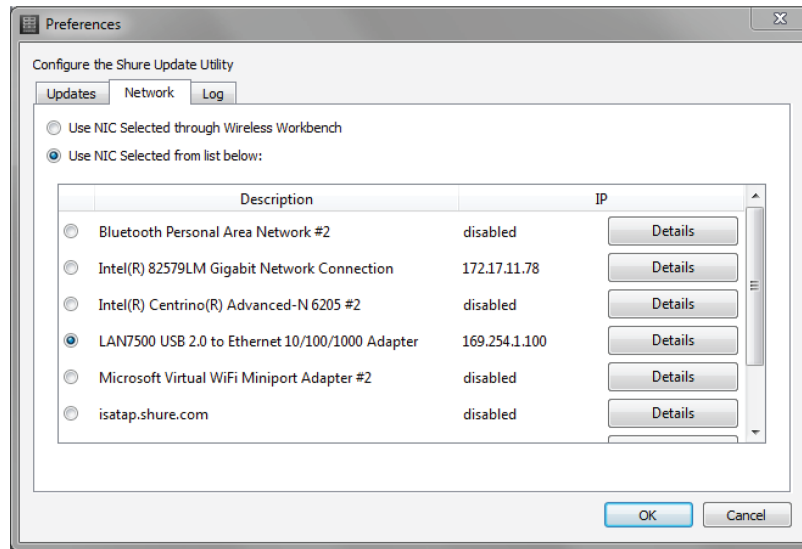 Preferences
Configure the Shure Update Utility
Updates Network Log
Use NIC Selected through Wireless Workbench
Use NIC Selected from list below:
Description IP
Bluetooth Personal Area Network #2 disabled Details
Intel(R) 82579LM Gigabit Network Connection 172.17.11.78 Details
Intel(R) Centrino(R) Advanced-N 6205 #2 disabled Details
LAN7500 USB 2.0 to Ethernet 10/100/1000 Adapter 169.254.1.100 Details
Microsoft Virtual WiFi Miniport Adapter #2 disabled Details
isatap.shure.com disabled Details
OK Cancel